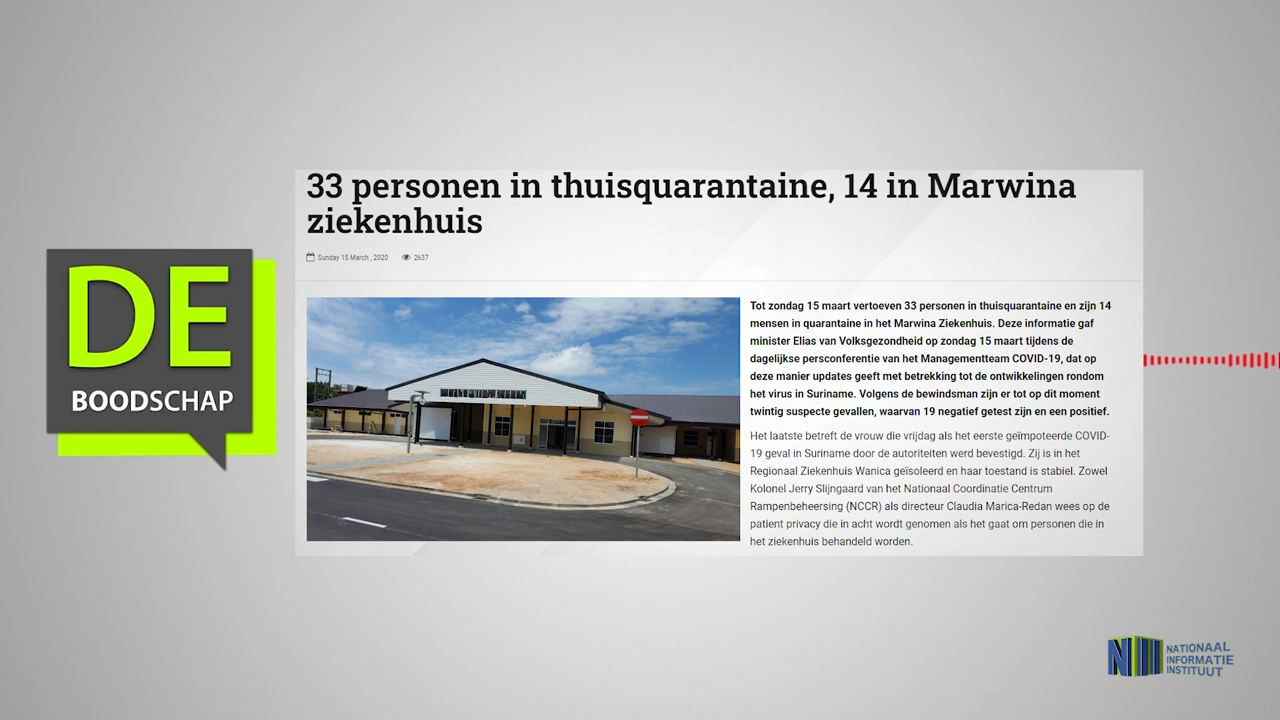 33 personen in thuisquarantaine, 14 in Marwina
ziekenhuis
Sunday 15 March , 2020 2637
DE
BOODSCHAP
Tot zondag 15 maart vertoeven 33 personen in thuisquarantaine en zijn 14
mensen in quarantaine in het Marwina Ziekenhuis. Deze informatie gaf
minister Elias van Volksgezondheid op zondag 15 maart tijdens de
dagelijkse persconferentie van het Managementteam COVID-19, dat op
deze manier updates geeft met betrekking tot de ontwikkelingen rondom
het virus in Suriname. Volgens de bewindsman zijn er tot op dit moment
twintig suspecte gevallen, waarvan 19 negatief getest zijn en een positief.
Het laatste betreft de vrouw die vrijdag als het eerste geïmpoteerde COVID-
19 geval in Suriname door de autoriteiten werd bevestigd. Zij is in het
Regionaal Ziekenhuis Wanica geïsoleerd en haar toestand is stabiel. Zowel
Kolonel Jerry Slijngaard van het Nationaal Coordinatie Centrum
Rampenbeheersing (NCCR) als directeur Claudia Marica-Redan wees op de
patient privacy die in acht wordt genomen als het gaat om personen die in
het ziekenhuis behandeld worden.
NATIONAAL
INFORMATIE
INSTITUUT